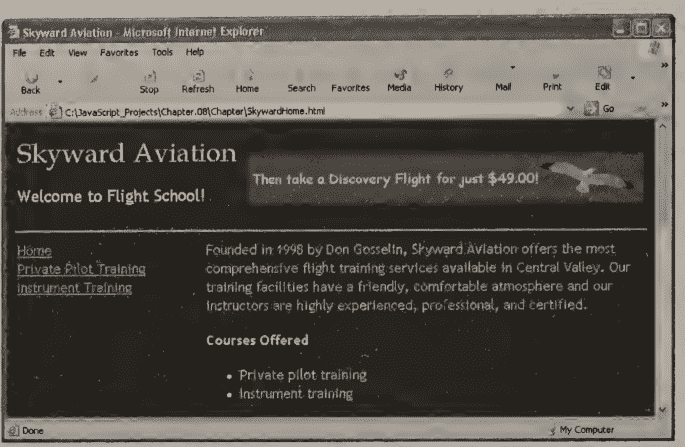 Skyward Aviation - Microsoft Internet Explorer
File Edit View Favorites Tools Help
Back Stop Refresh Home Search Favorites Media History Mail Print Edit
Address C:\JavaScript_Projects\Chapter.08\Chapter\SkywardHome.html Go
Skyward Aviation
Then take a Discovery Flight for just $49.00!
Welcome to Flight School!
Home
Private Pilot Training
Instrument Training
Founded in 1998 by Don Gosselin, Skyward Aviation offers the most
comprehensive flight training services available in Central Valley. Our
training facilities have a friendly, comfortable atmosphere and our
instructors are highly experienced, professional, and certified.
Courses Offered
• Private pilot training
• Instrument training
Done My Computer